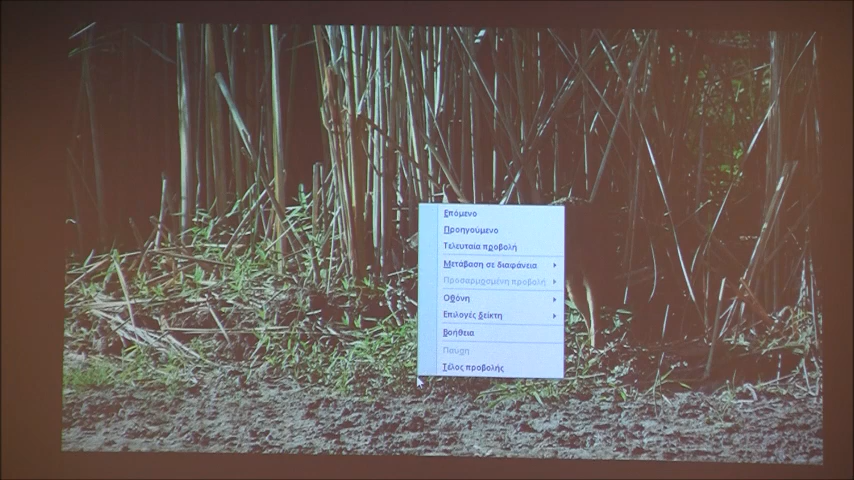 Επόμενο
Προηγούμενο
Τελευταία προβολή
Μετάβαση σε διαφάνεια
Προσαρμοσμένη προβολή
Οθόνη
Επιλογές δείκτη
Βοήθεια
Παύση
Τέλος προβολής